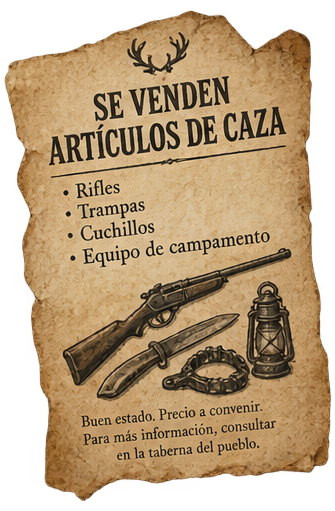 SE VENDEN
ARTÍCULOS DE CAZA
• Rifles
• Trampas
• Cuchillos
• Equipo de campamento
Buen estado. Precio a convenir.
Para más información, consultar
en la taberna del pueblo.